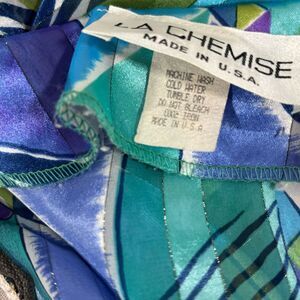 LA CHEMISE
MADE IN U.S.A.
MACHINE WASH
COLD WATER
TUMBLE DRY
DO NOT BLEACH
COOL IRON
MADE IN U.S.A